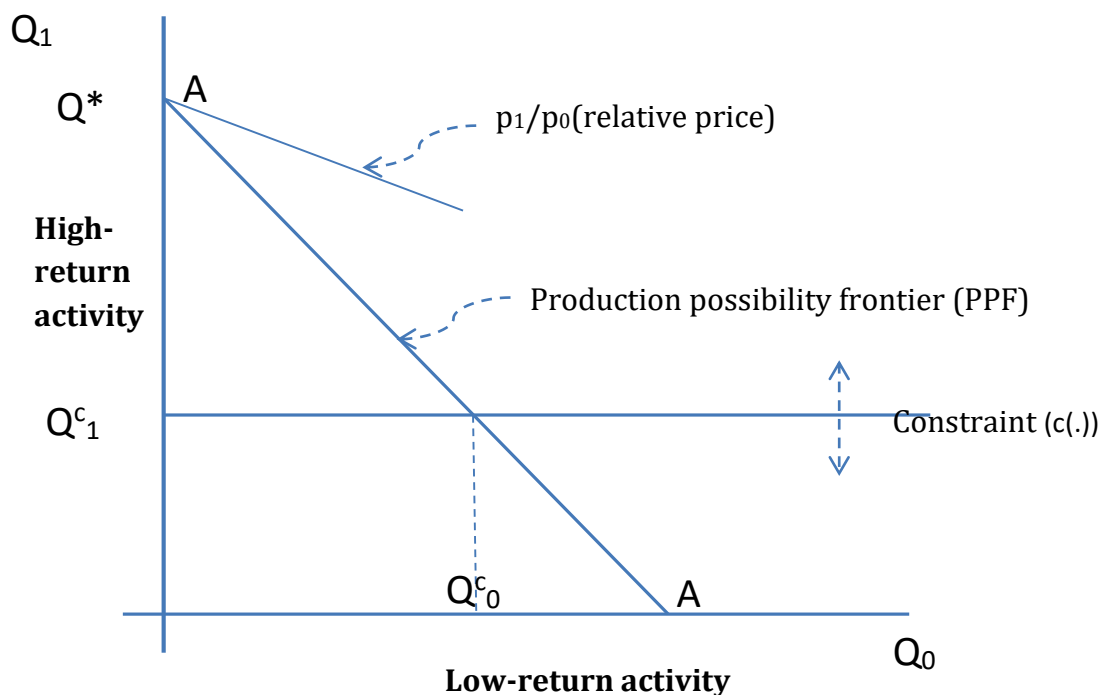 Q₁
A
Q*
p₁/p₀(relative price)
High-
return
activity
Production possibility frontier (PPF)
Qᶜ₁
Constraint (c(.))
Qᶜ₀
A
Q₀
Low-return activity